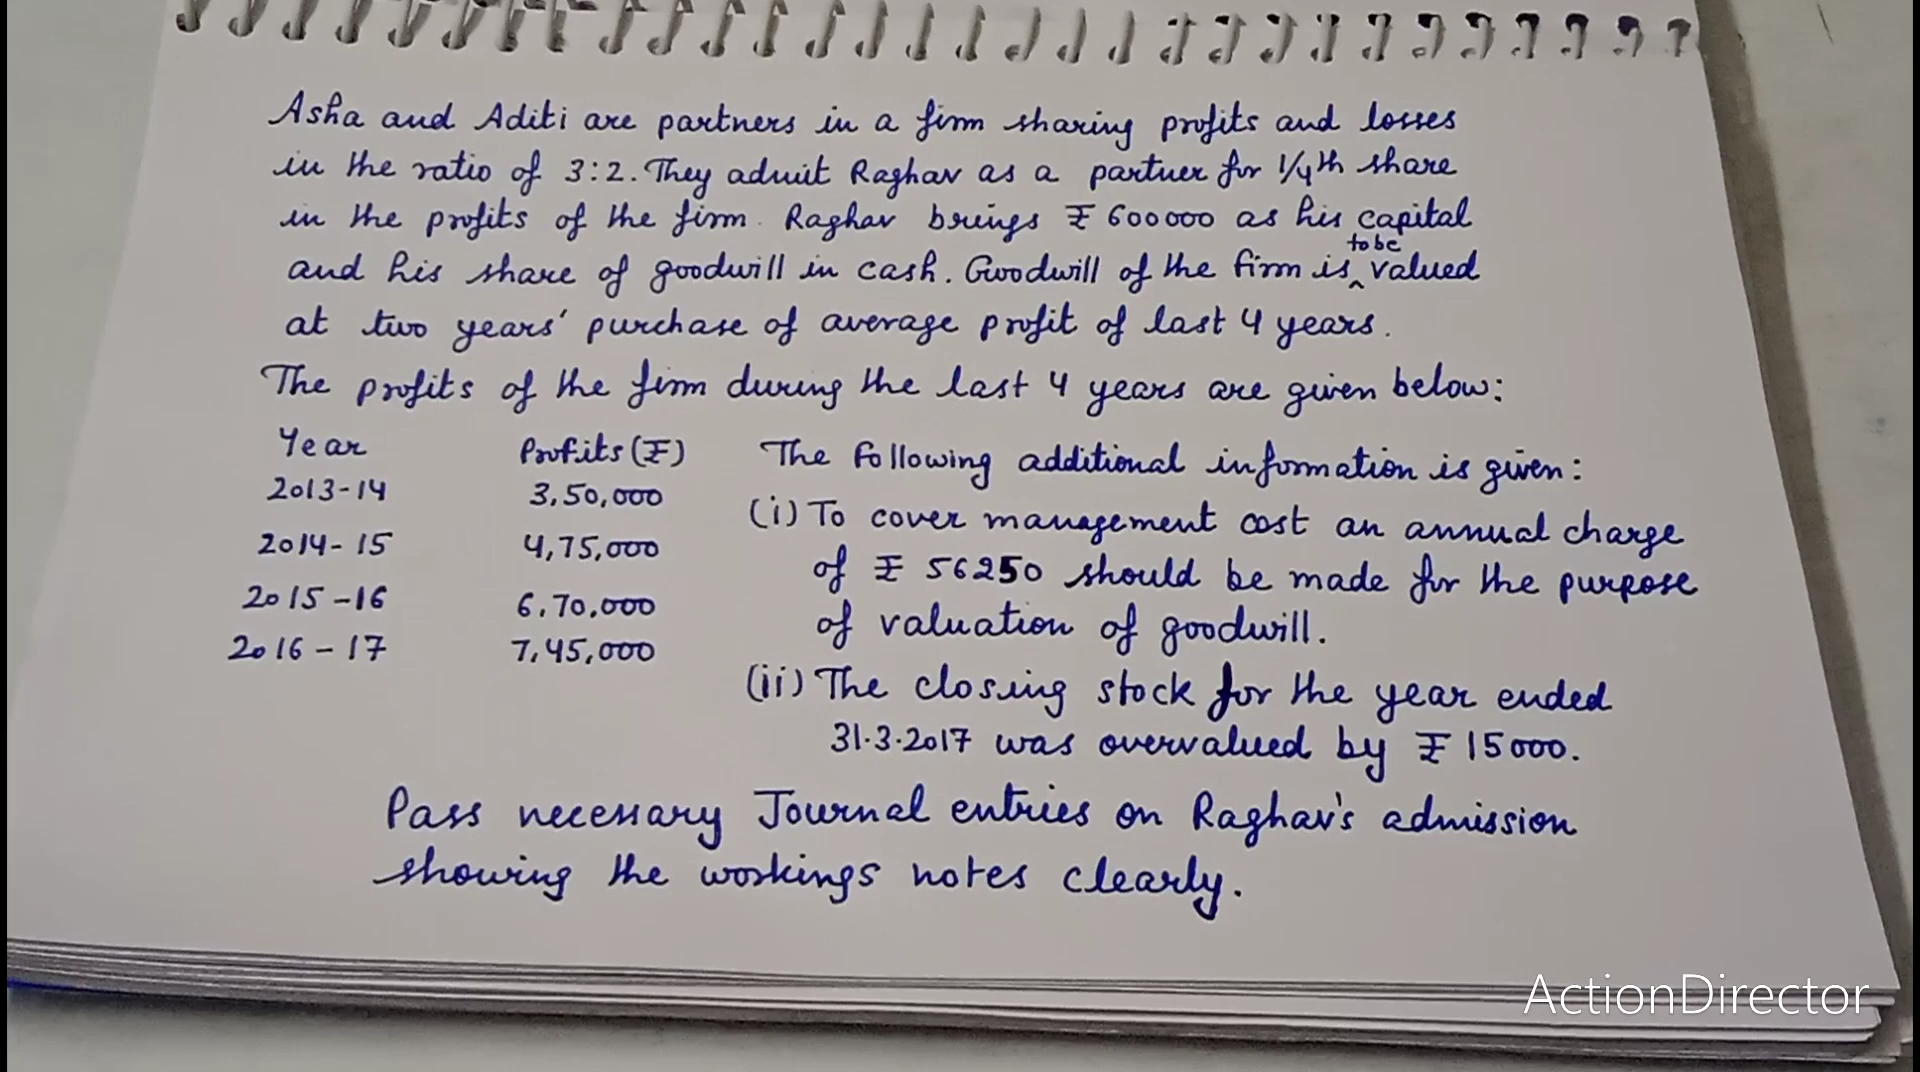 Asha and Aditi are partners in a firm sharing profits and losses
in the ratio of 3:2. They admit Raghav as a partner for 1/4th share
in the profits of the firm. Raghav brings ₹ 600000 as his capital
and his share of goodwill in cash. Goodwill of the firm is to be valued
at two years' purchase of average profit of last 4 years.
The profits of the firm during the last 4 years are given below:
Year Profits (₹)
2013-14 3,50,000
2014-15 4,75,000
2015-16 6,70,000
2016-17 7,45,000
The following additional information is given:
(i) To cover management cost an annual charge
of ₹ 56250 should be made for the purpose
of valuation of goodwill.
(ii) The closing stock for the year ended
31.3.2017 was overvalued by ₹ 15000.
Pass necessary Journal entries on Raghav's admission
showing the workings notes clearly.
ActionDirector